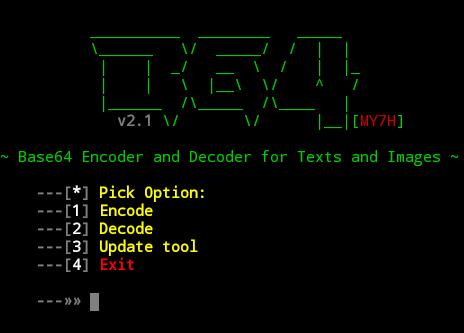 B64
v2.1 [MY7H]
~ Base64 Encoder and Decoder for Texts and Images ~
---[*] Pick Option:
---[1] Encode
---[2] Decode
---[3] Update tool
---[4] Exit
---»»